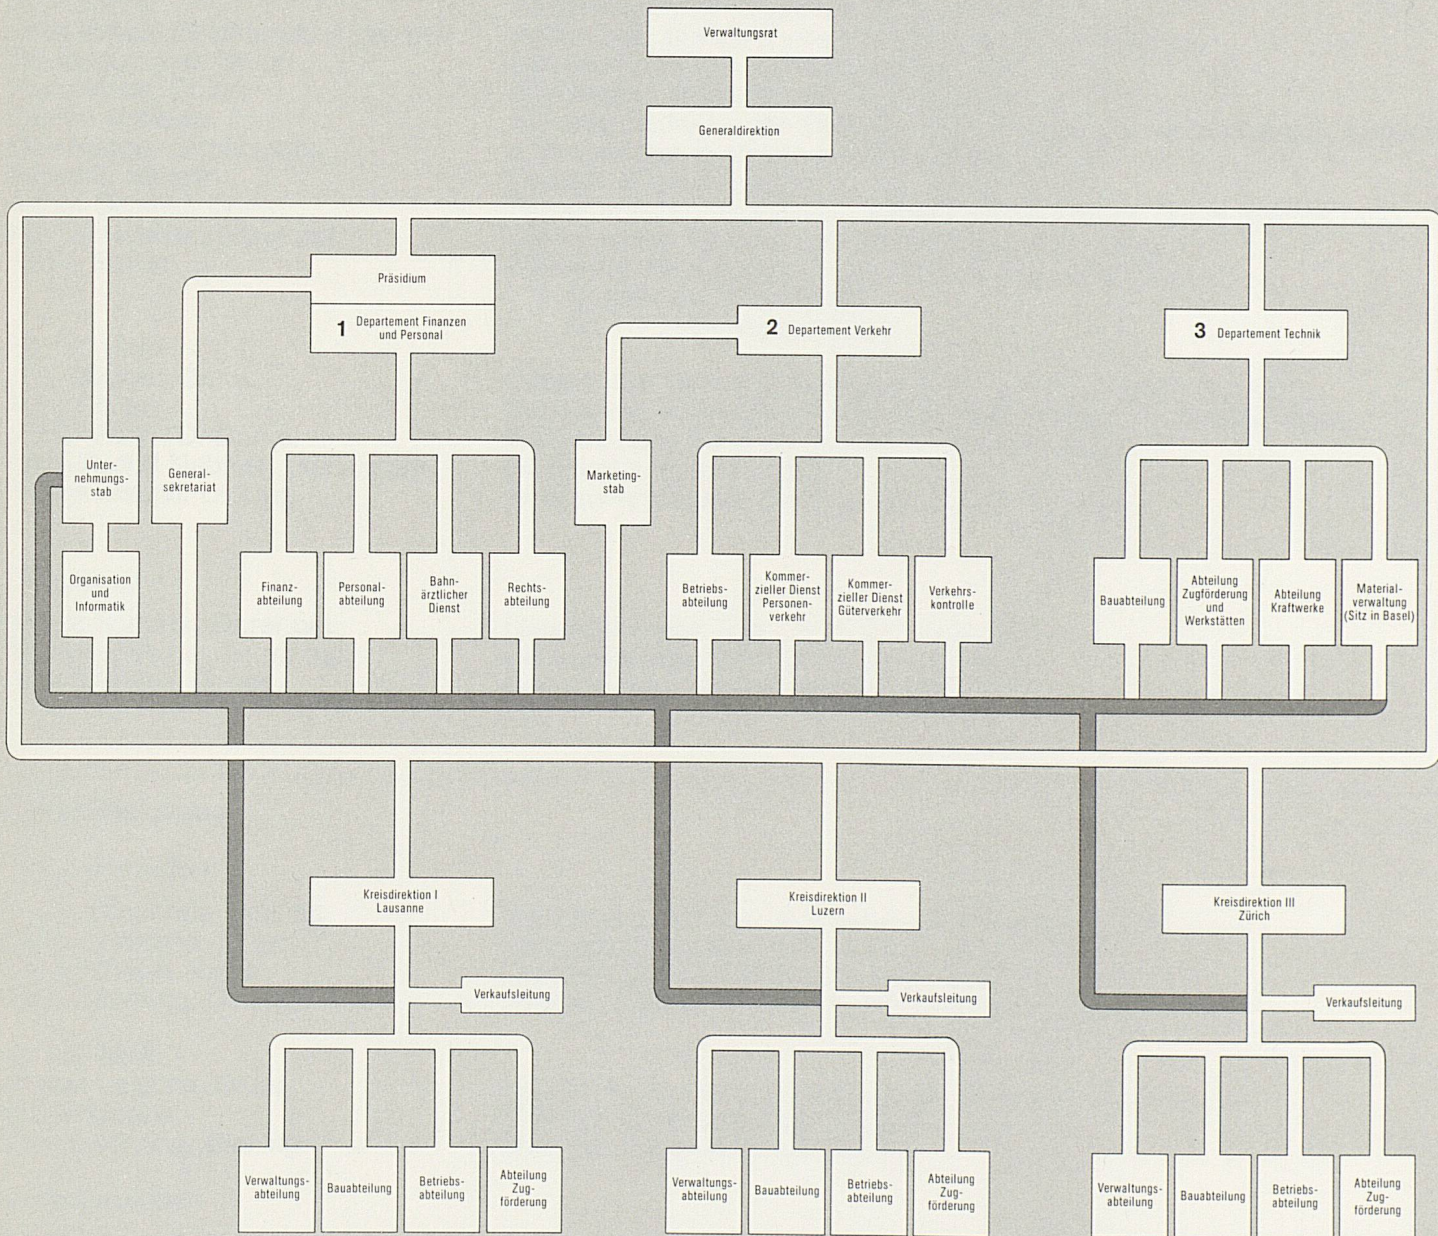 Verwaltungsrat
Generaldirektion
Präsidium
1 Departement Finanzen
und Personal
2 Departement Verkehr
3 Departement Technik
Unter-
nehmungs-
stab
General-
sekretariat
Marketing-
stab
Organisation
und
Informatik
Finanz-
abteilung
Personal-
abteilung
Bahn-
ärztlicher
Dienst
Rechts-
abteilung
Betriebs-
abteilung
Kommer-
zieller Dienst
Personen-
verkehr
Kommer-
zieller Dienst
Güterverkehr
Verkehrs-
kontrolle
Bauabteilung
Abteilung
Zugförderung
und
Werkstätten
Abteilung
Kraftwerke
Material-
verwaltung
(Sitz in Basel)
Kreisdirektion I
Lausanne
Kreisdirektion II
Luzern
Kreisdirektion III
Zürich
Verkaufsleitung
Verkaufsleitung
Verkaufsleitung
Verwaltungs-
abteilung
Bauabteilung
Betriebs-
abteilung
Abteilung
Zug-
förderung
Verwaltungs-
abteilung
Bauabteilung
Betriebs-
abteilung
Abteilung
Zug-
förderung
Verwaltungs-
abteilung
Bauabteilung
Betriebs-
abteilung
Abteilung
Zug-
förderung